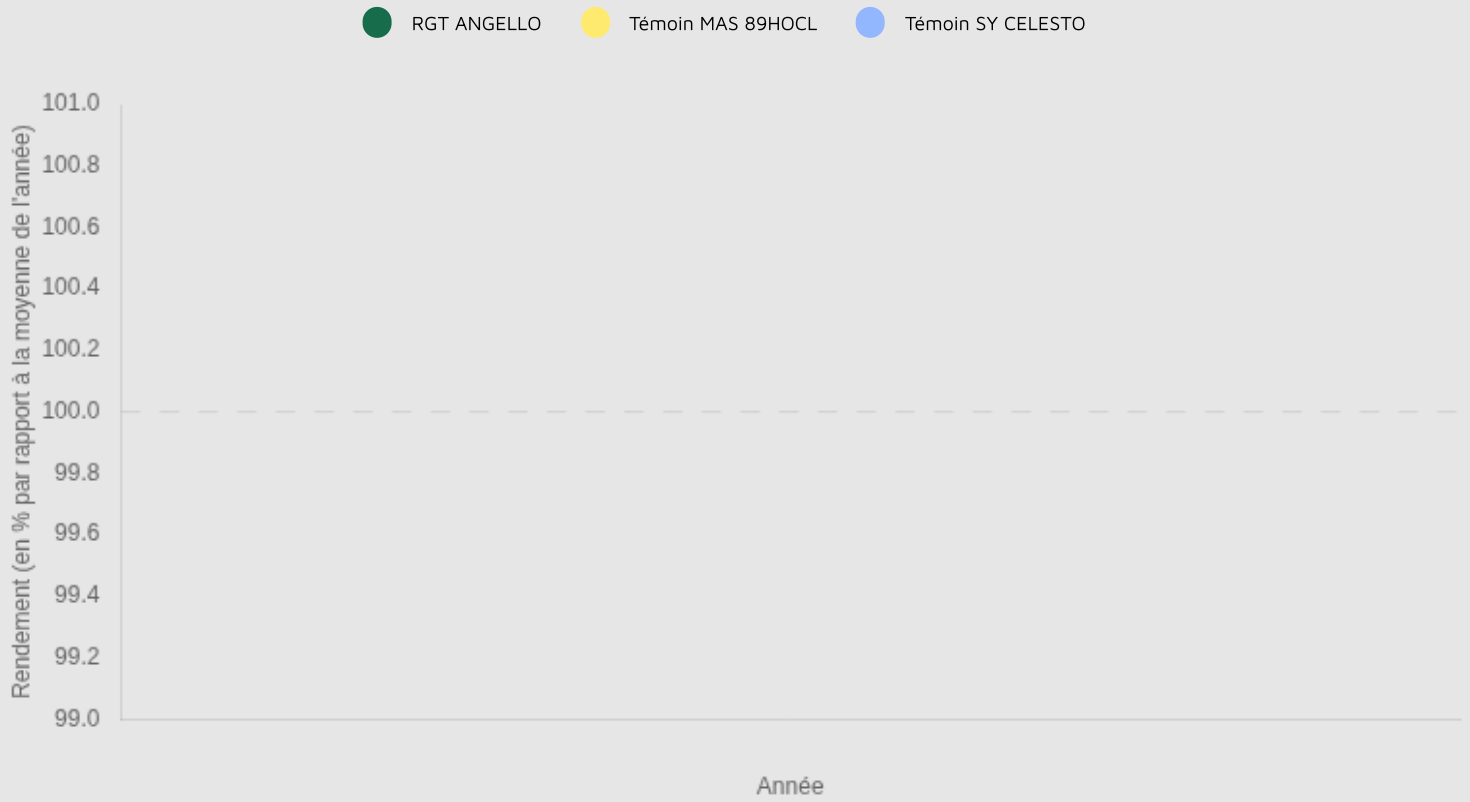 RGT ANGELLO
Témoin MAS 89HOCL
Témoin SY CELESTO
Rendement (en % par rapport à la moyenne de l'année)
101.0
100.8
100.6
100.4
100.2
100.0
99.8
99.6
99.4
99.2
99.0
Année